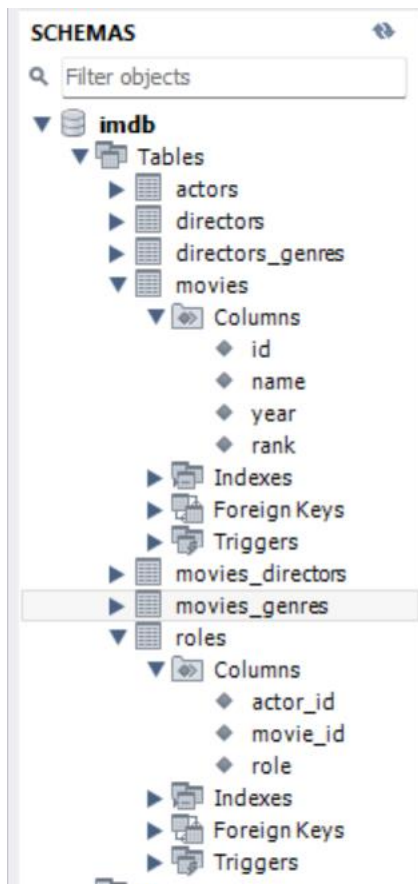 SCHEMAS
Filter objects
imdb
Tables
actors
directors
directors_genres
movies
Columns
id
name
year
rank
Indexes
Foreign Keys
Triggers
movies_directors
movies_genres
roles
Columns
actor_id
movie_id
role
Indexes
Foreign Keys
Triggers